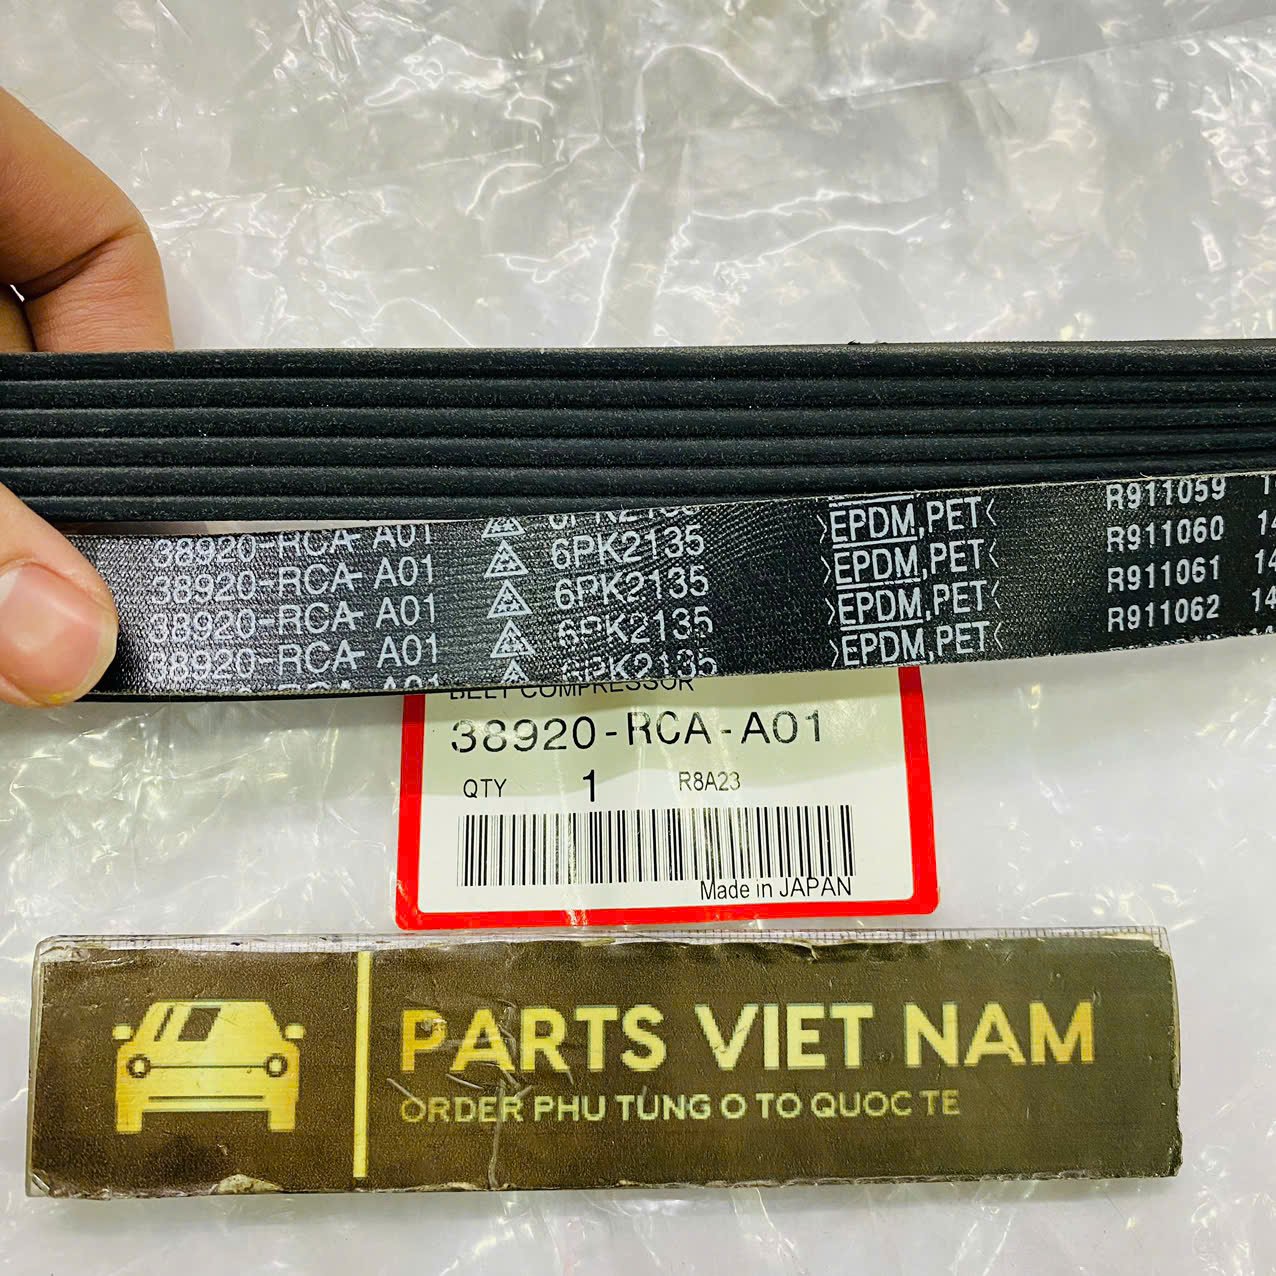 38920-RCA-A01 6PK2135
38920-RCA-A01 6PK2135 >EPDM,PET< R911059
38920-RCA-A01 6PK2135 >EPDM,PET< R911060
38920-RCA-A01 6PK2135 >EPDM,PET< R911061
6PK2135 >EPDM,PET< R911062
BELT COMPRESSOR
38920-RCA-A01
QTY 1 R8A23
Made in JAPAN
PARTS VIET NAM
ORDER PHU TUNG O TO QUOC TE